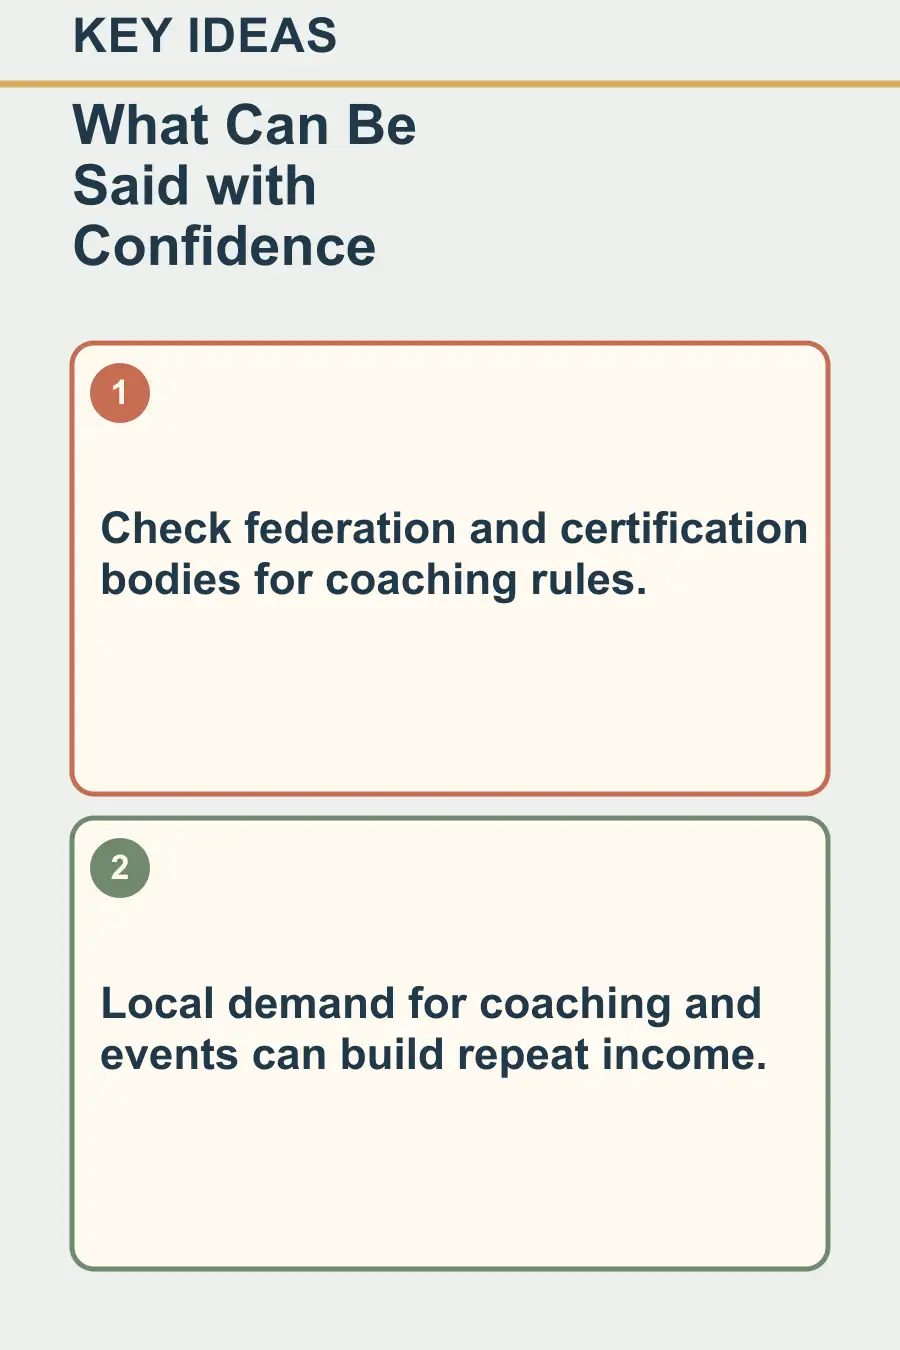 KEY IDEAS
What Can Be
Said with
Confidence
1
Check federation and certification
bodies for coaching rules.
2
Local demand for coaching and
events can build repeat income.